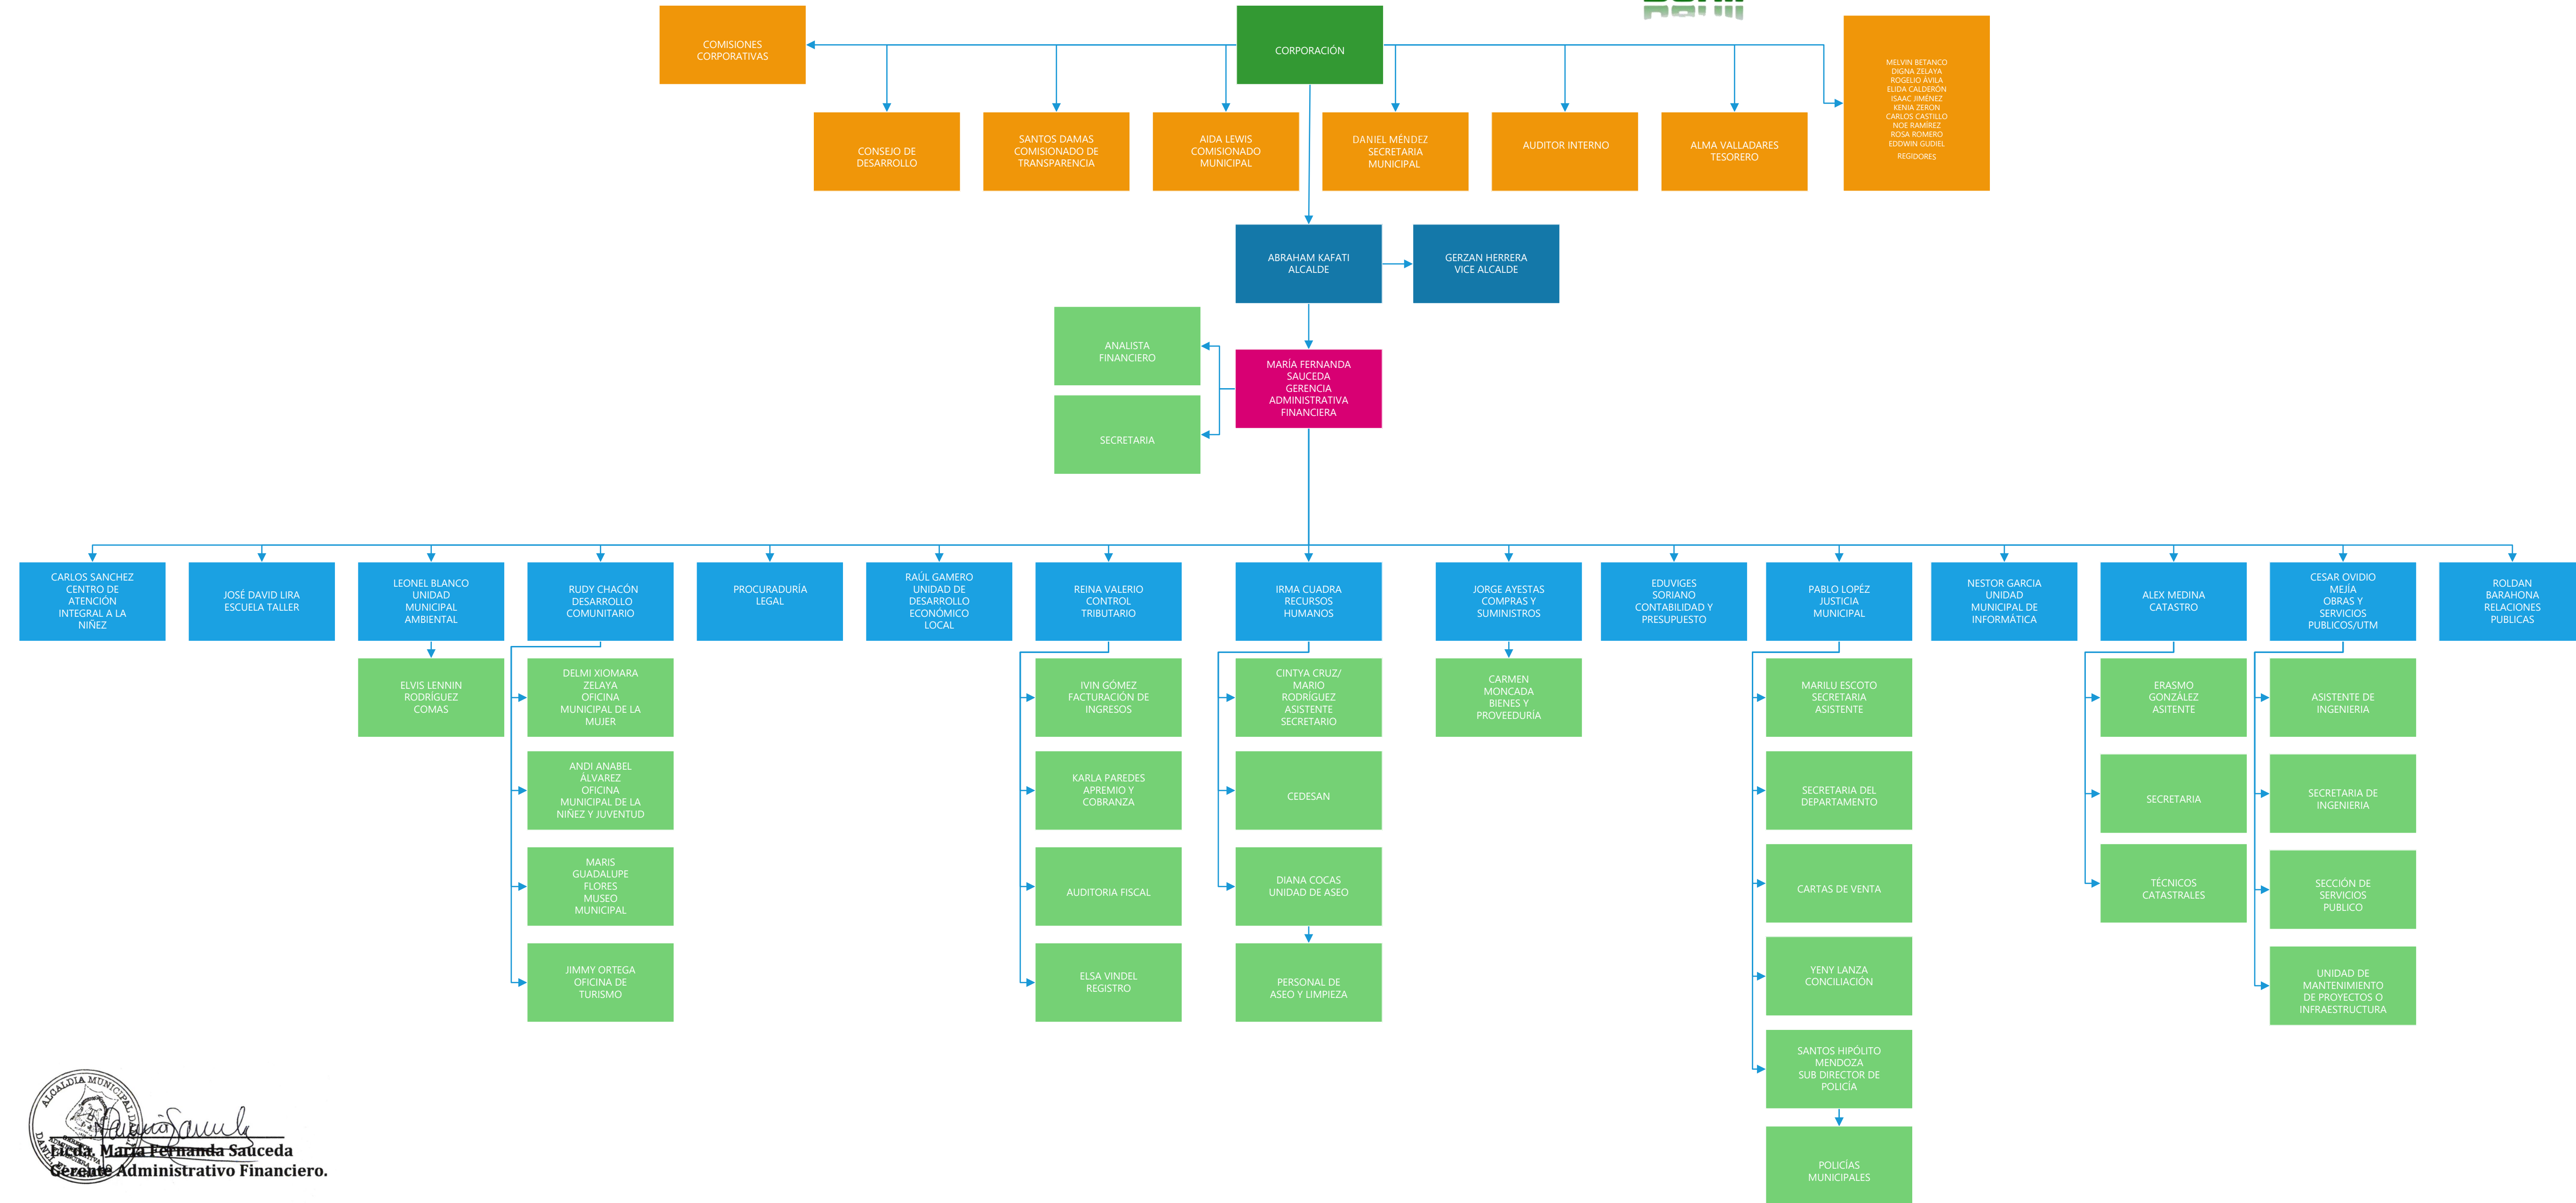 COMISIONES
CORPORATIVAS
CORPORACIÓN
MELVIN BETANCO
DIGNA ZELAYA
ROGELIO ÁVILA
ELIDA CALDERÓN
ISAAC JIMÉNEZ
KENIA ZERÓN
CARLOS CASTILLO
NOE RAMÍREZ
ROSA ROMERO
EDDWIN GUDIEL
REGIDORES
CONSEJO DE
DESARROLLO
SANTOS DAMAS
COMISIONADO DE
TRANSPARENCIA
AIDA LEWIS
COMISIONADO
MUNICIPAL
DANIEL MÉNDEZ
SECRETARIA
MUNICIPAL
AUDITOR INTERNO
ALMA VALLADARES
TESORERO
ABRAHAM KAFATI
ALCALDE
GERZAN HERRERA
VICE ALCALDE
ANALISTA
FINANCIERO
MARÍA FERNANDA
SAUCEDA
GERENCIA
ADMINISTRATIVA
FINANCIERA
SECRETARIA
CARLOS SANCHEZ
CENTRO DE
ATENCIÓN
INTEGRAL A LA
NIÑEZ
JOSÉ DAVID LIRA
ESCUELA TALLER
LEONEL BLANCO
UNIDAD
MUNICIPAL
AMBIENTAL
RUDY CHACÓN
DESARROLLO
COMUNITARIO
PROCURADURÍA
LEGAL
RAÚL GAMERO
UNIDAD DE
DESARROLLO
ECONÓMICO
LOCAL
REINA VALERIO
CONTROL
TRIBUTARIO
IRMA CUADRA
RECURSOS
HUMANOS
JORGE AYESTAS
COMPRAS Y
SUMINISTROS
EDUVIGES
SORIANO
CONTABILIDAD Y
PRESUPUESTO
PABLO LOPÉZ
JUSTICIA
MUNICIPAL
NESTOR GARCIA
UNIDAD
MUNICIPAL DE
INFORMÁTICA
ALEX MEDINA
CATASTRO
CESAR OVIDIO
MEJÍA
OBRAS Y
SERVICIOS
PUBLICOS/UTM
ROLDAN
BARAHONA
RELACIONES
PUBLICAS
ELVIS LENNIN
RODRÍGUEZ
COMAS
DELMI XIOMARA
ZELAYA
OFICINA
MUNICIPAL DE LA
MUJER
IVIN GÓMEZ
FACTURACIÓN DE
INGRESOS
CINTYA CRUZ/
MARIO
RODRÍGUEZ
ASISTENTE
SECRETARIO
CARMEN
MONCADA
BIENES Y
PROVEEDURÍA
MARILU ESCOTO
SECRETARIA
ASISTENTE
ERASMO
GONZÁLEZ
ASITENTE
ASISTENTE DE
INGENIERIA
ANDI ANABEL
ÁLVAREZ
OFICINA
MUNICIPAL DE LA
NIÑEZ Y JUVENTUD
KARLA PAREDES
APREMIO Y
COBRANZA
CEDESAN
SECRETARIA DEL
DEPARTAMENTO
SECRETARIA
SECRETARIA DE
INGENIERIA
MARIS
GUADALUPE
FLORES
MUSEO
MUNICIPAL
AUDITORIA FISCAL
DIANA COCAS
UNIDAD DE ASEO
CARTAS DE VENTA
TÉCNICOS
CATASTRALES
SECCIÓN DE
SERVICIOS
PUBLICO
JIMMY ORTEGA
OFICINA DE
TURISMO
ELSA VINDEL
REGISTRO
PERSONAL DE
ASEO Y LIMPIEZA
YENY LANZA
CONCILIACIÓN
UNIDAD DE
MANTENIMIENTO
DE PROYECTOS O
INFRAESTRUCTURA
SANTOS HIPÓLITO
MENDOZA
SUB DIRECTOR DE
POLICÍA
POLICÍAS
MUNICIPALES
ALCALDIA MUNICIPAL
Licda. María Fernanda Sauceda
Gerente Administrativo Financiero.